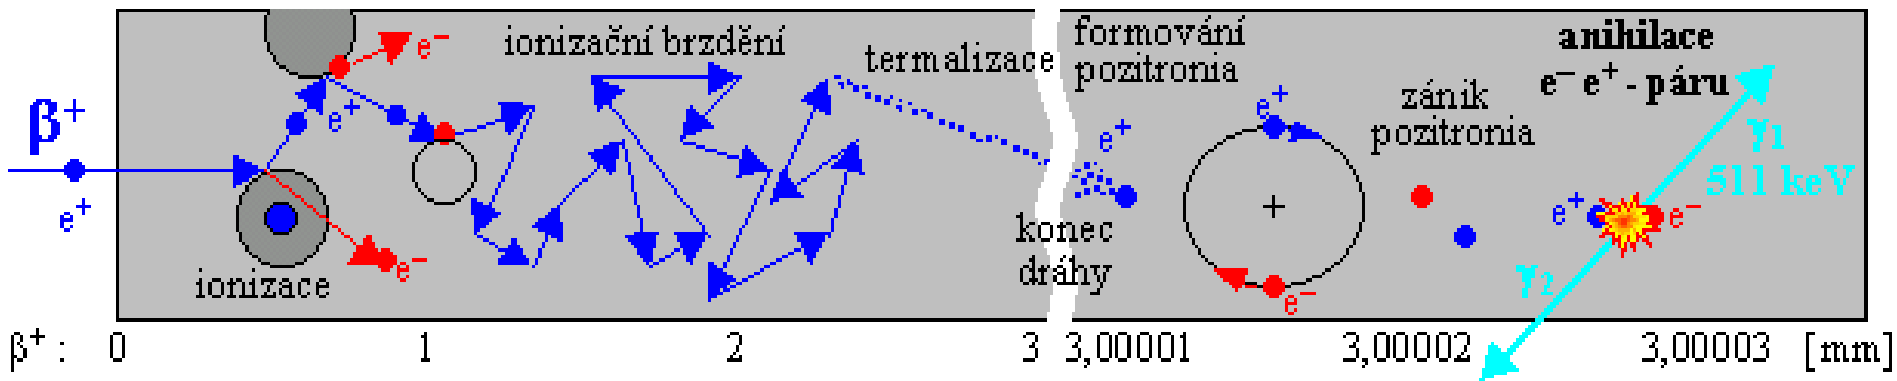 β⁺
e⁺
ionizace
e⁻
e⁺
e⁻
ionizační brzdění
termalizace
formování
pozitronia
e⁺
konec
dráhy
e⁺
e⁻
zánik
pozitronia
anihilace
e⁻ e⁺ - páru
γ₁
511 keV
e⁺
e⁻
γ₂
β⁺ : 0 1 2 3 3,00001 3,00002 3,00003 [mm]